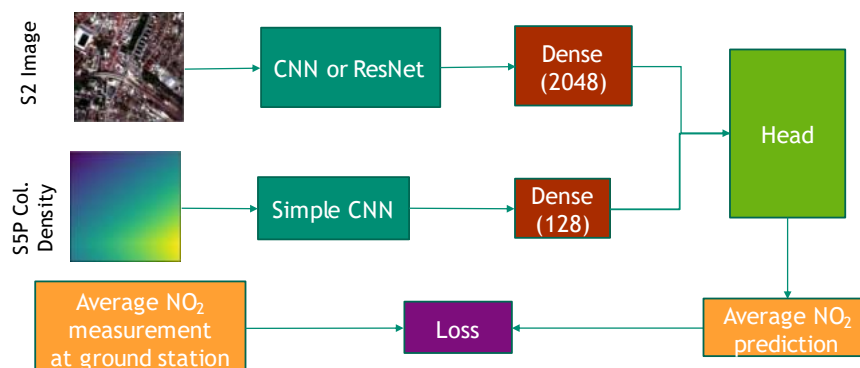 S2 Image
CNN or ResNet
Dense
(2048)
Head
S5P Col.
Density
Simple CNN
Dense
(128)
Average NO₂
measurement
at ground station
Loss
Average NO₂
prediction